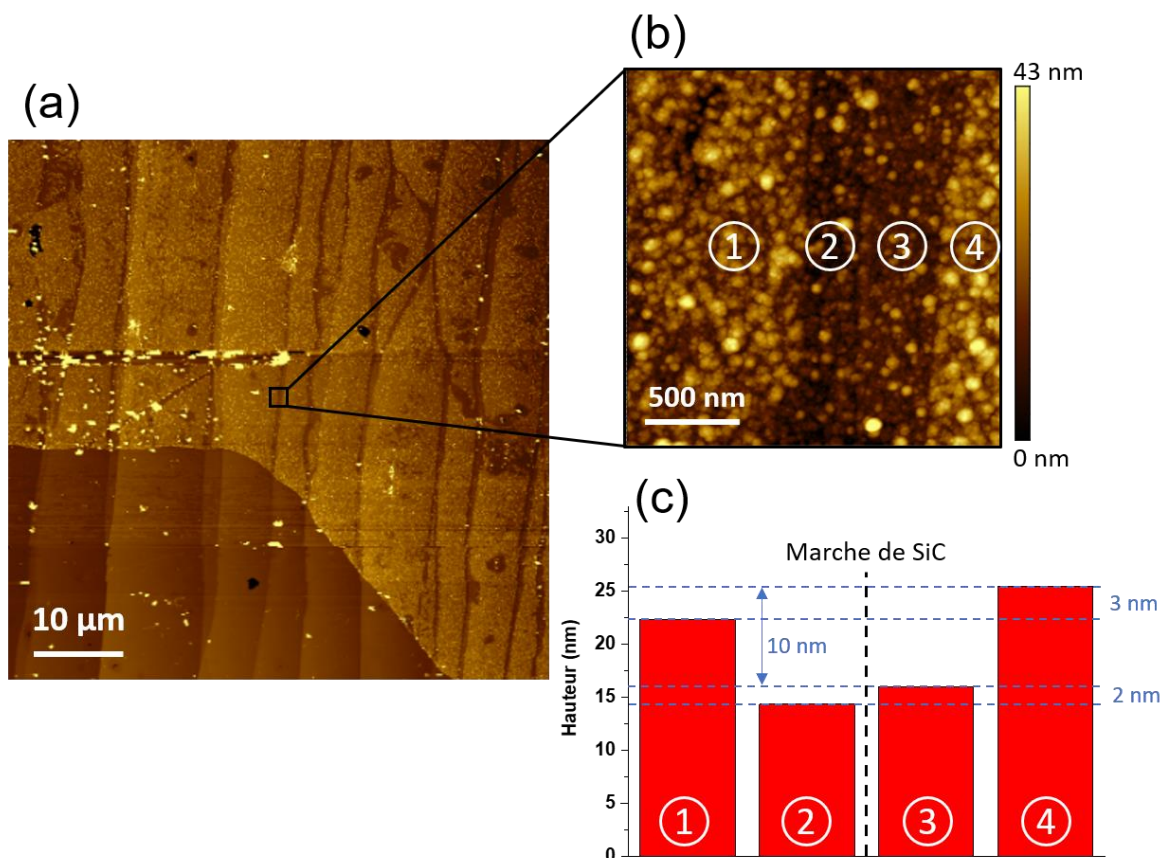 (a)
10 µm
(b)
43 nm
0 nm
1 2 3 4
500 nm
(c)
Marche de SiC
Hauteur (nm)
30
25
20
15
10
5
0
3 nm
10 nm
2 nm
1 2 3 4